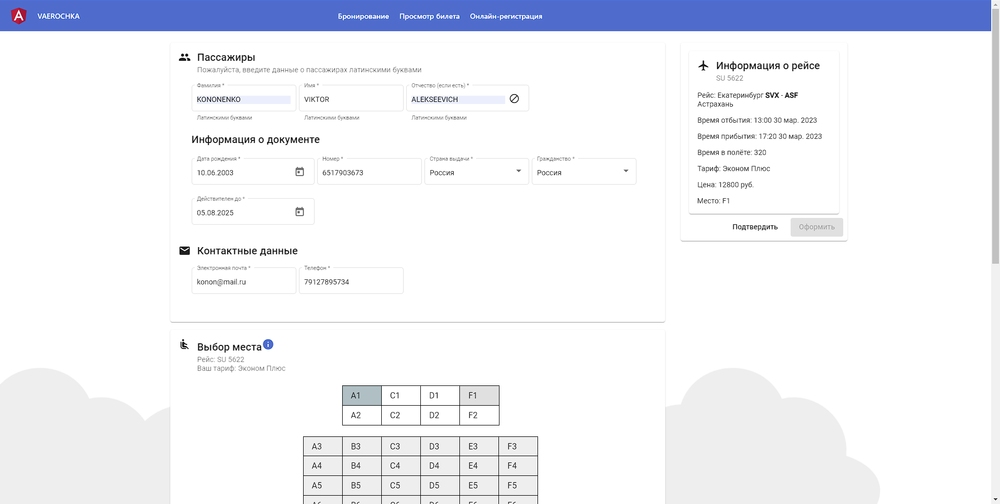 VAEROCHKA
Бронирование Просмотр билета Онлайн-регистрация
Пассажиры
Пожалуйста, введите данные о пассажирах латинскими буквами
Фамилия * Имя * Отчество (если есть) *
KONONENKO VIKTOR ALEKSEEVICH
Латинскими буквами Латинскими буквами Латинскими буквами
Информация о документе
Дата рождения * Номер * Страна выдачи * Гражданство *
10.06.2003 6517903673 Россия Россия
Действителен до *
05.08.2025
Контактные данные
Электронная почта * Телефон *
konon@mail.ru 79127895734
Информация о рейсе
SU 5622
Рейс: Екатеринбург SVX - ASF
Астрахань
Время отбытия: 13:00 30 мар. 2023
Время прибытия: 17:20 30 мар. 2023
Время в полёте: 320
Тариф: Эконом Плюс
Цена: 12800 руб.
Место: F1
Подтвердить Оформить
Выбор места
Рейс: SU 5622
Ваш тариф: Эконом Плюс
A1 C1 D1 F1
A2 C2 D2 F2
A3 B3 C3 D3 E3 F3
A4 B4 C4 D4 E4 F4
A5 B5 C5 D5 E5 F5
A6 B6 C6 D6 E6 F6